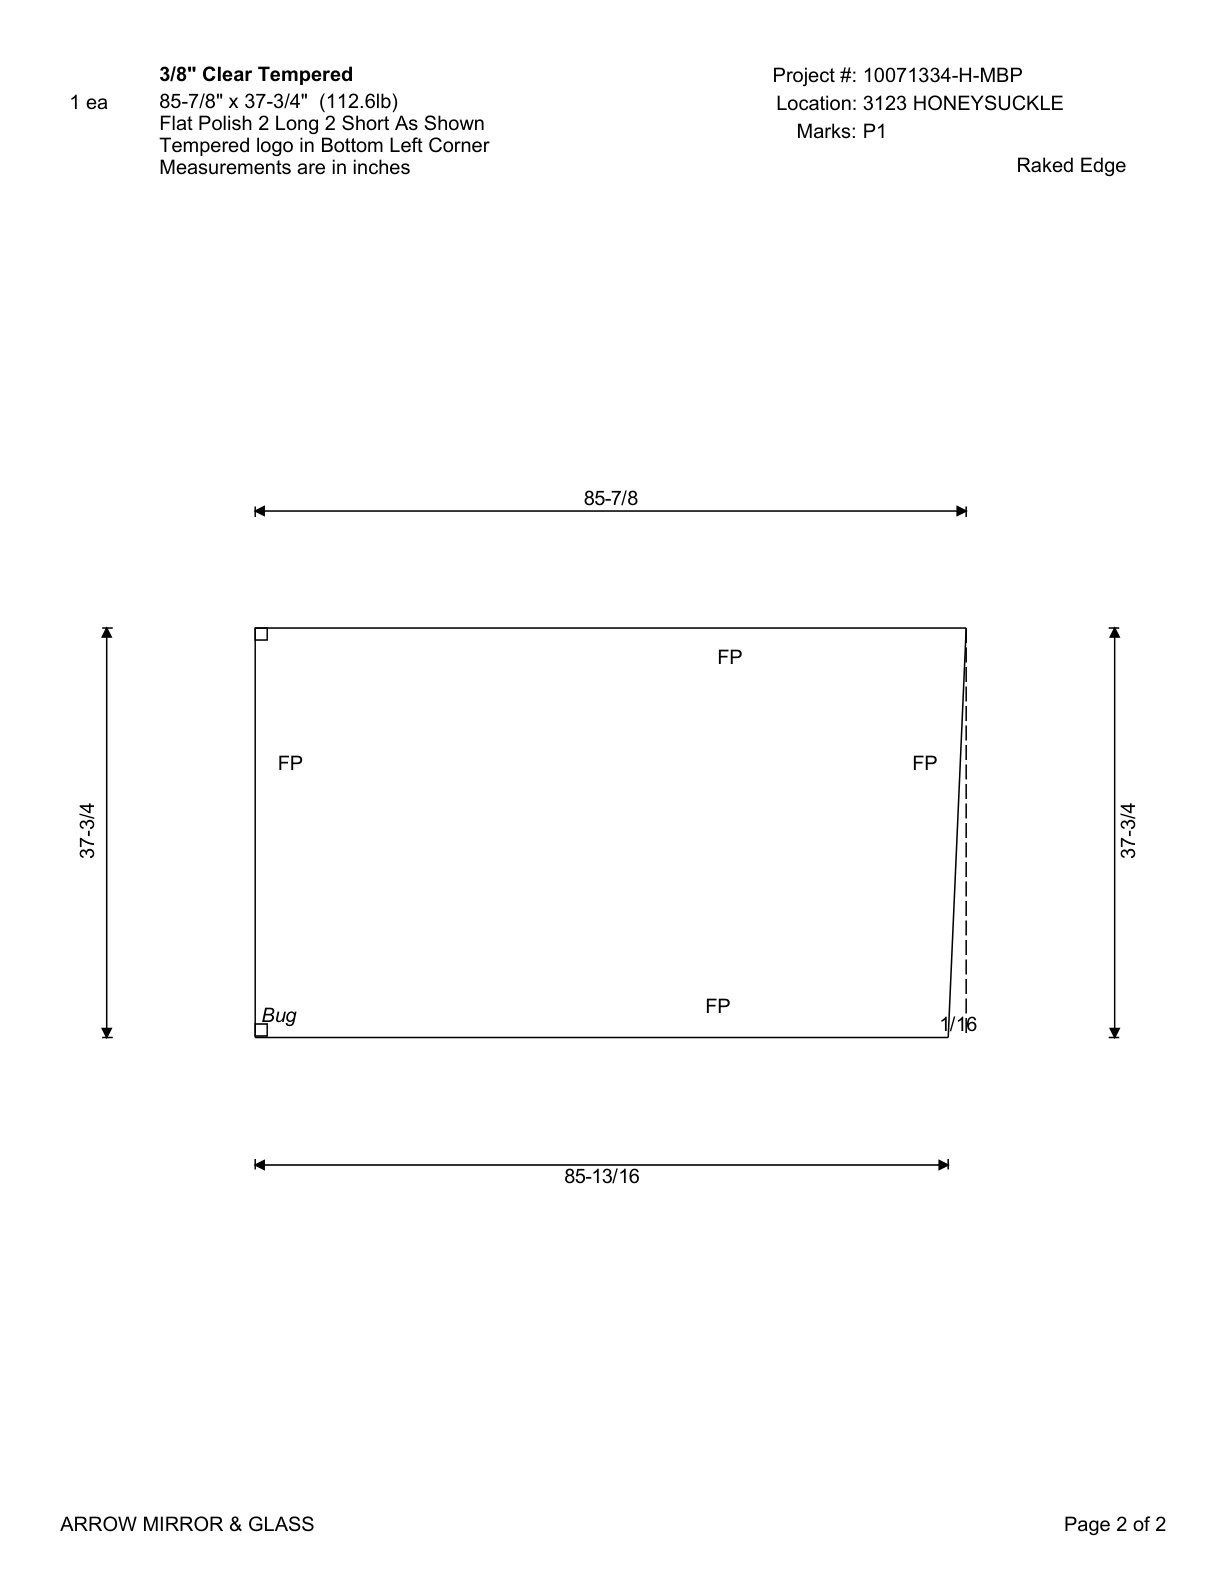 3/8" Clear Tempered
1 ea
85-7/8" x 37-3/4" (112.6lb)
Flat Polish 2 Long 2 Short As Shown
Tempered logo in Bottom Left Corner
Measurements are in inches
Project #: 10071334-H-MBP
Location: 3123 HONEYSUCKLE
Marks: P1
Raked Edge
85-7/8
FP
FP
FP
37-3/4
37-3/4
FP
Bug
1/16
85-13/16
ARROW MIRROR & GLASS
Page 2 of 2